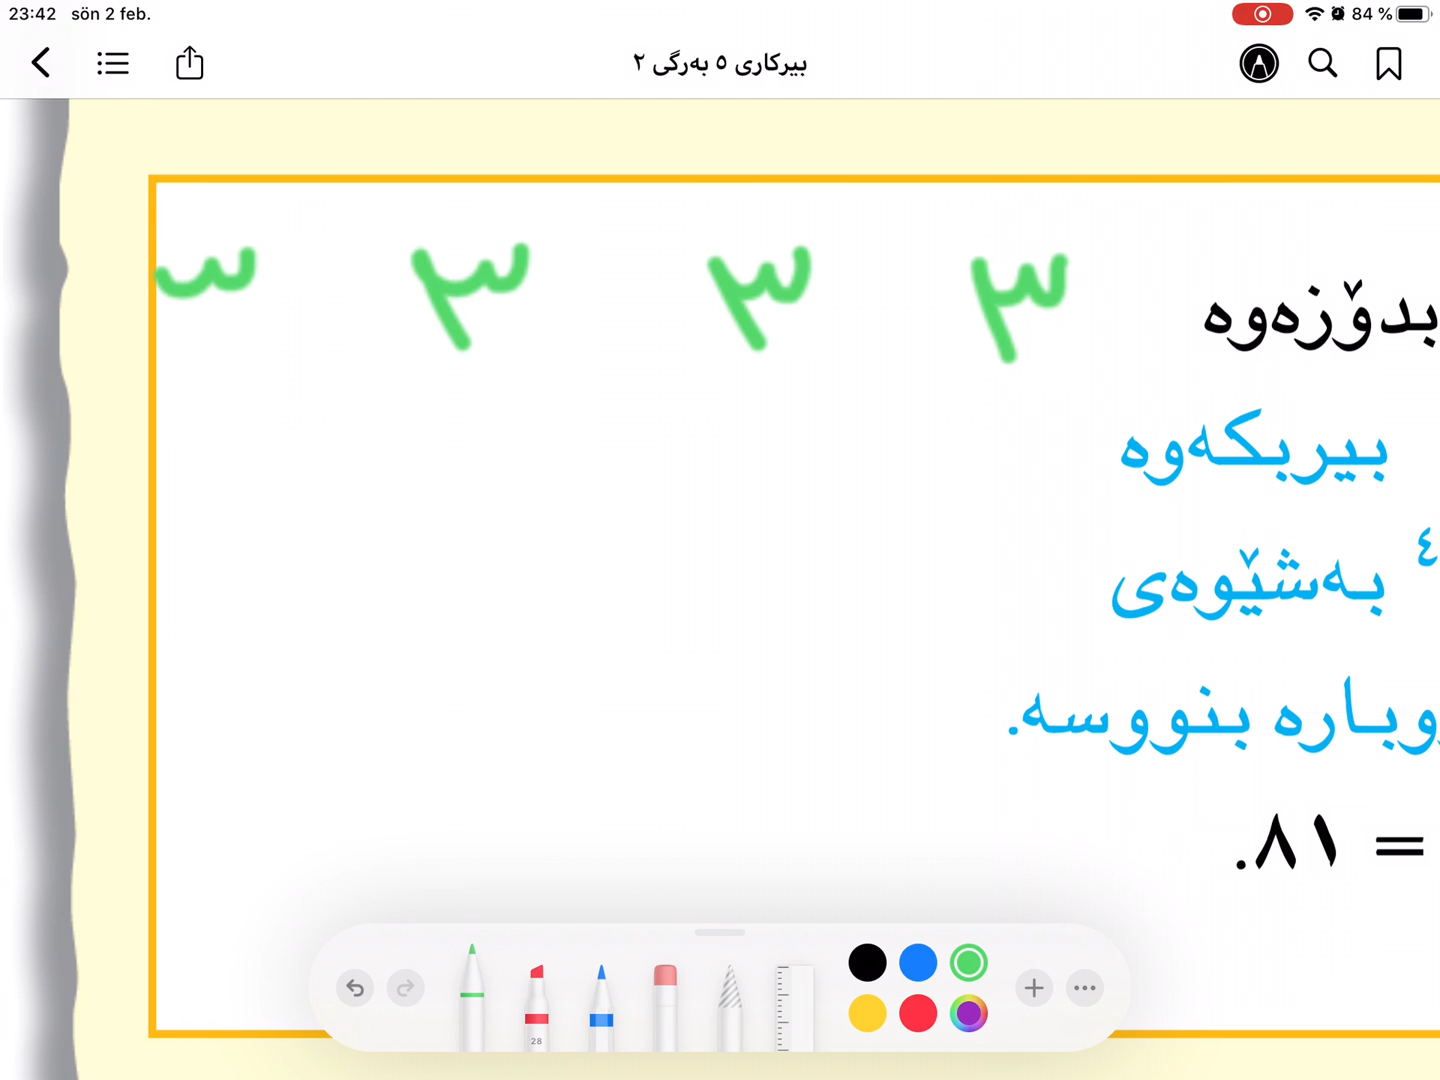 23:42 sön 2 feb. 84 %
بیرکاری ٥ بەرگی ٢
٣ ٣ ٣
بدۆزەوە
بیربکەوە
٤ بەشێوەی
وبارە بنووسە.
= ٨١.
28